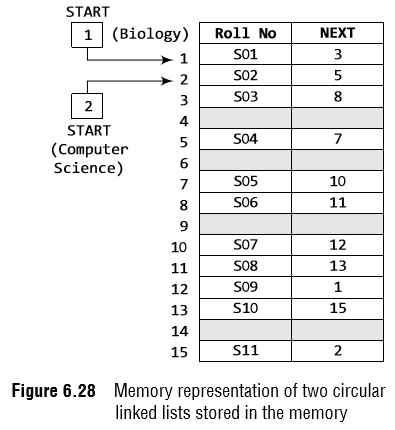 START
1 (Biology)
Roll No NEXT
1 S01 3
2 S02 5
3 S03 8
4
5 S04 7
6
7 S05 10
8 S06 11
9
10 S07 12
11 S08 13
12 S09 1
13 S10 15
14
15 S11 2
2
START
(Computer
Science)
Figure 6.28 Memory representation of two circular
linked lists stored in the memory